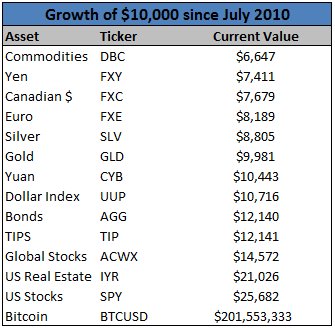 Growth of $10,000 since July 2010
Asset Ticker Current Value
Commodities DBC $6,647
Yen FXY $7,411
Canadian $ FXC $7,679
Euro FXE $8,189
Silver SLV $8,805
Gold GLD $9,981
Yuan CYB $10,443
Dollar Index UUP $10,716
Bonds AGG $12,140
TIPS TIP $12,141
Global Stocks ACWX $14,572
US Real Estate IYR $21,026
US Stocks SPY $25,682
Bitcoin BTCUSD $201,553,333